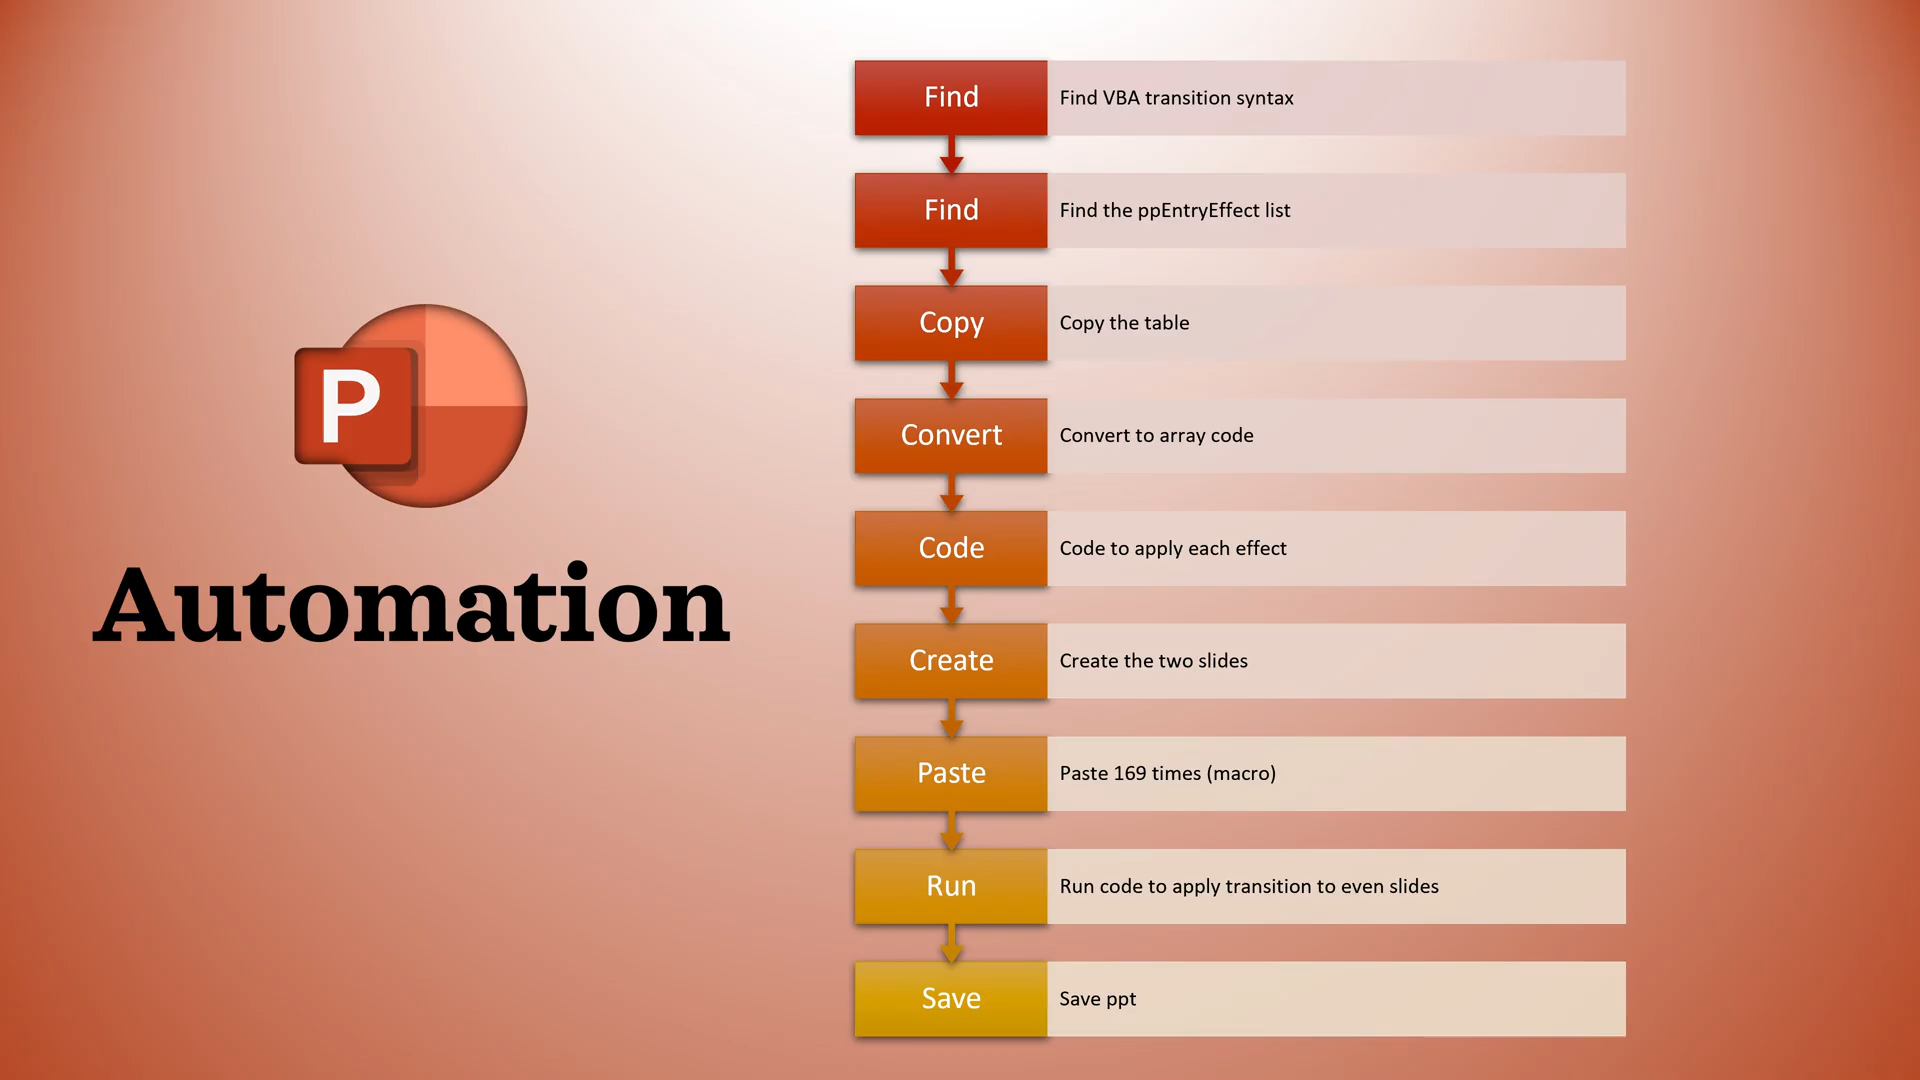 P
Automation
Find
Find VBA transition syntax
Find
Find the ppEntryEffect list
Copy
Copy the table
Convert
Convert to array code
Code
Code to apply each effect
Create
Create the two slides
Paste
Paste 169 times (macro)
Run
Run code to apply transition to even slides
Save
Save ppt